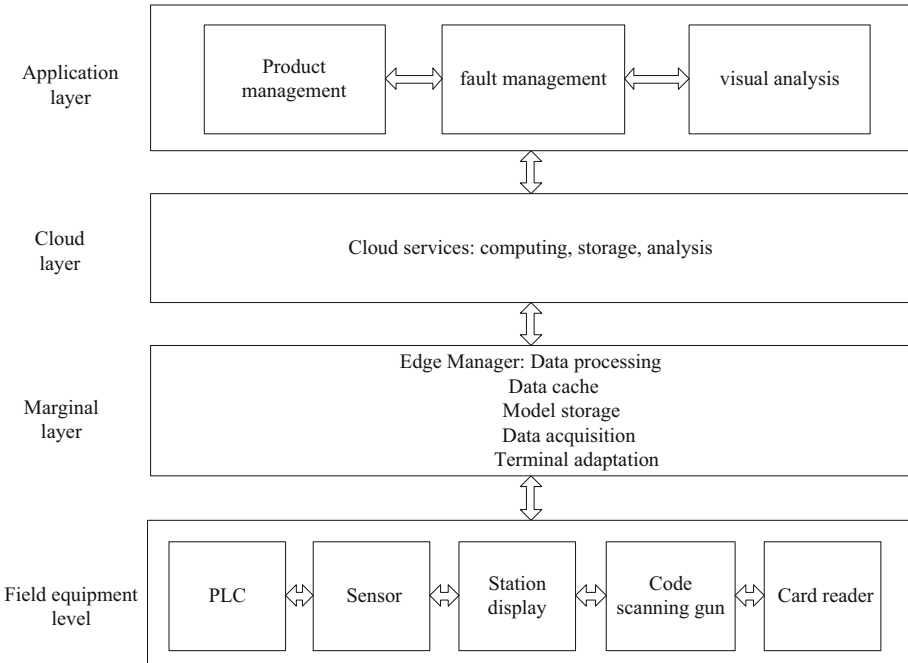 Application
layer
Product
management
fault management
visual analysis
Cloud
layer
Cloud services: computing, storage, analysis
Marginal
layer
Edge Manager: Data processing
Data cache
Model storage
Data acquisition
Terminal adaptation
Field equipment
level
PLC
Sensor
Station
display
Code
scanning gun
Card reader